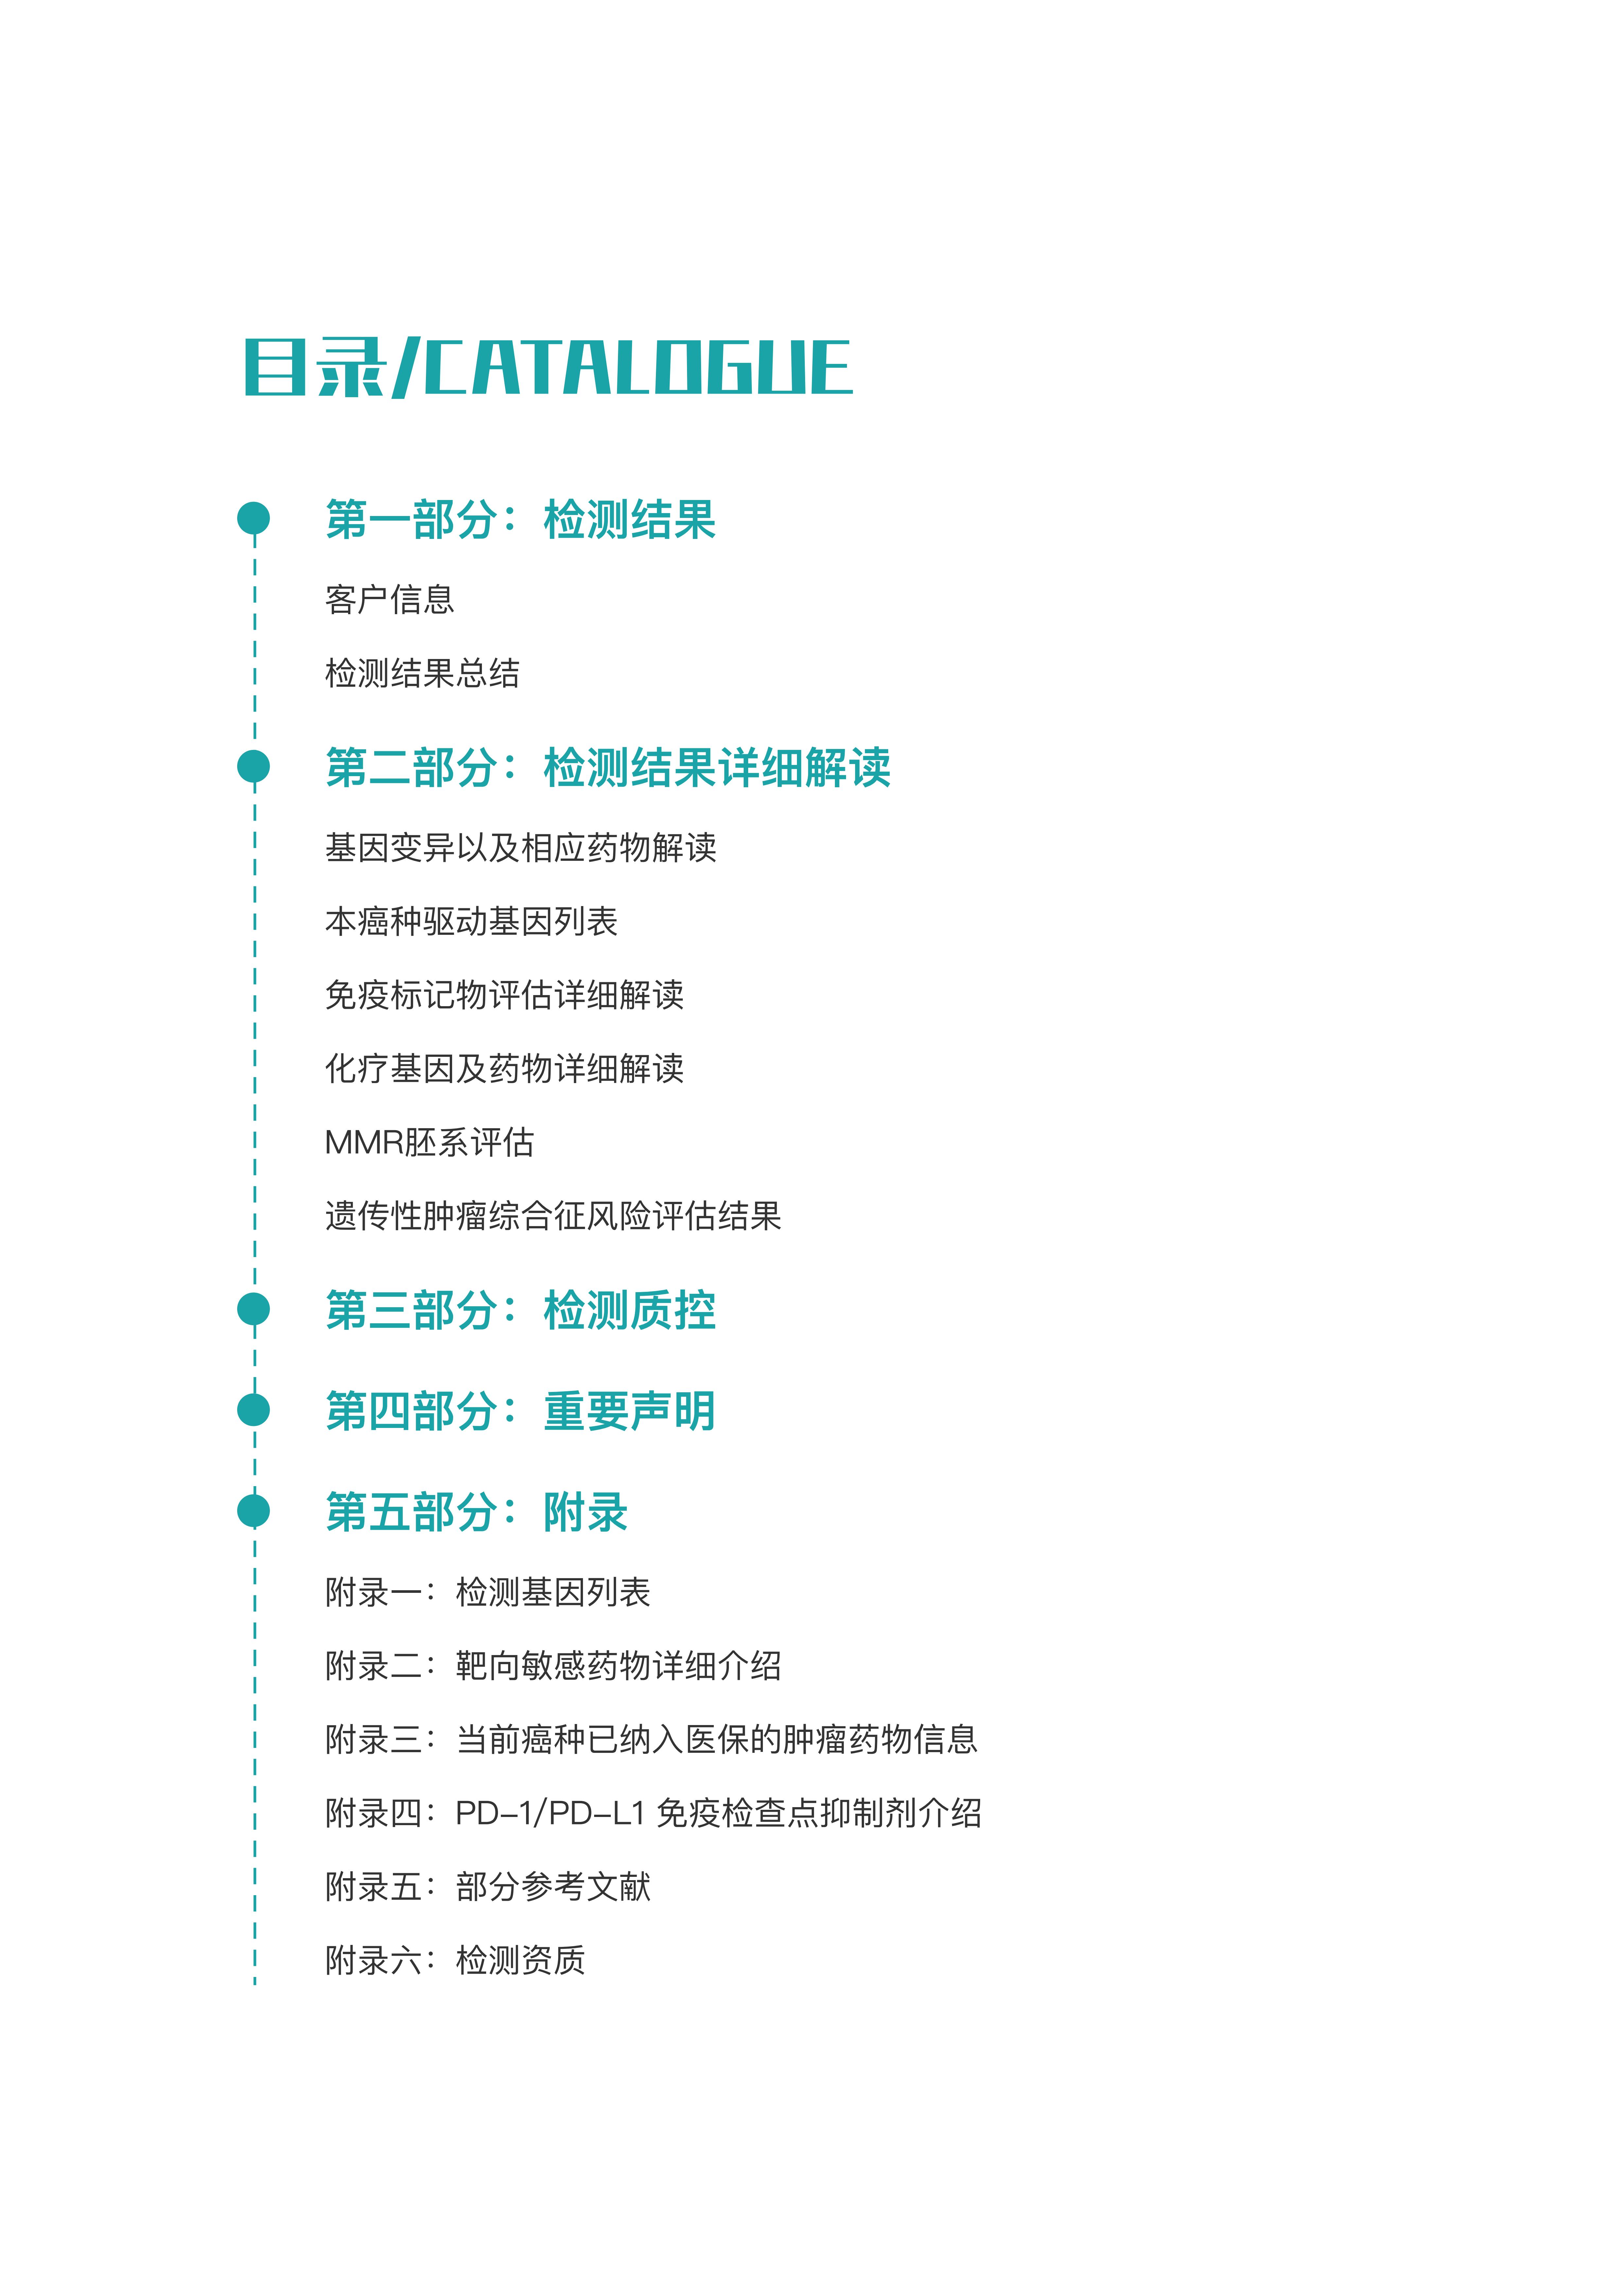 目录/CATALOGUE
第一部分：检测结果
客户信息
检测结果总结
第二部分：检测结果详细解读
基因变异以及相应药物解读
本癌种驱动基因列表
免疫标记物评估详细解读
化疗基因及药物详细解读
MMR胚系评估
遗传性肿瘤综合征风险评估结果
第三部分：检测质控
第四部分：重要声明
第五部分：附录
附录一：检测基因列表
附录二：靶向敏感药物详细介绍
附录三：当前癌种已纳入医保的肿瘤药物信息
附录四：PD-1/PD-L1 免疫检查点抑制剂介绍
附录五：部分参考文献
附录六：检测资质